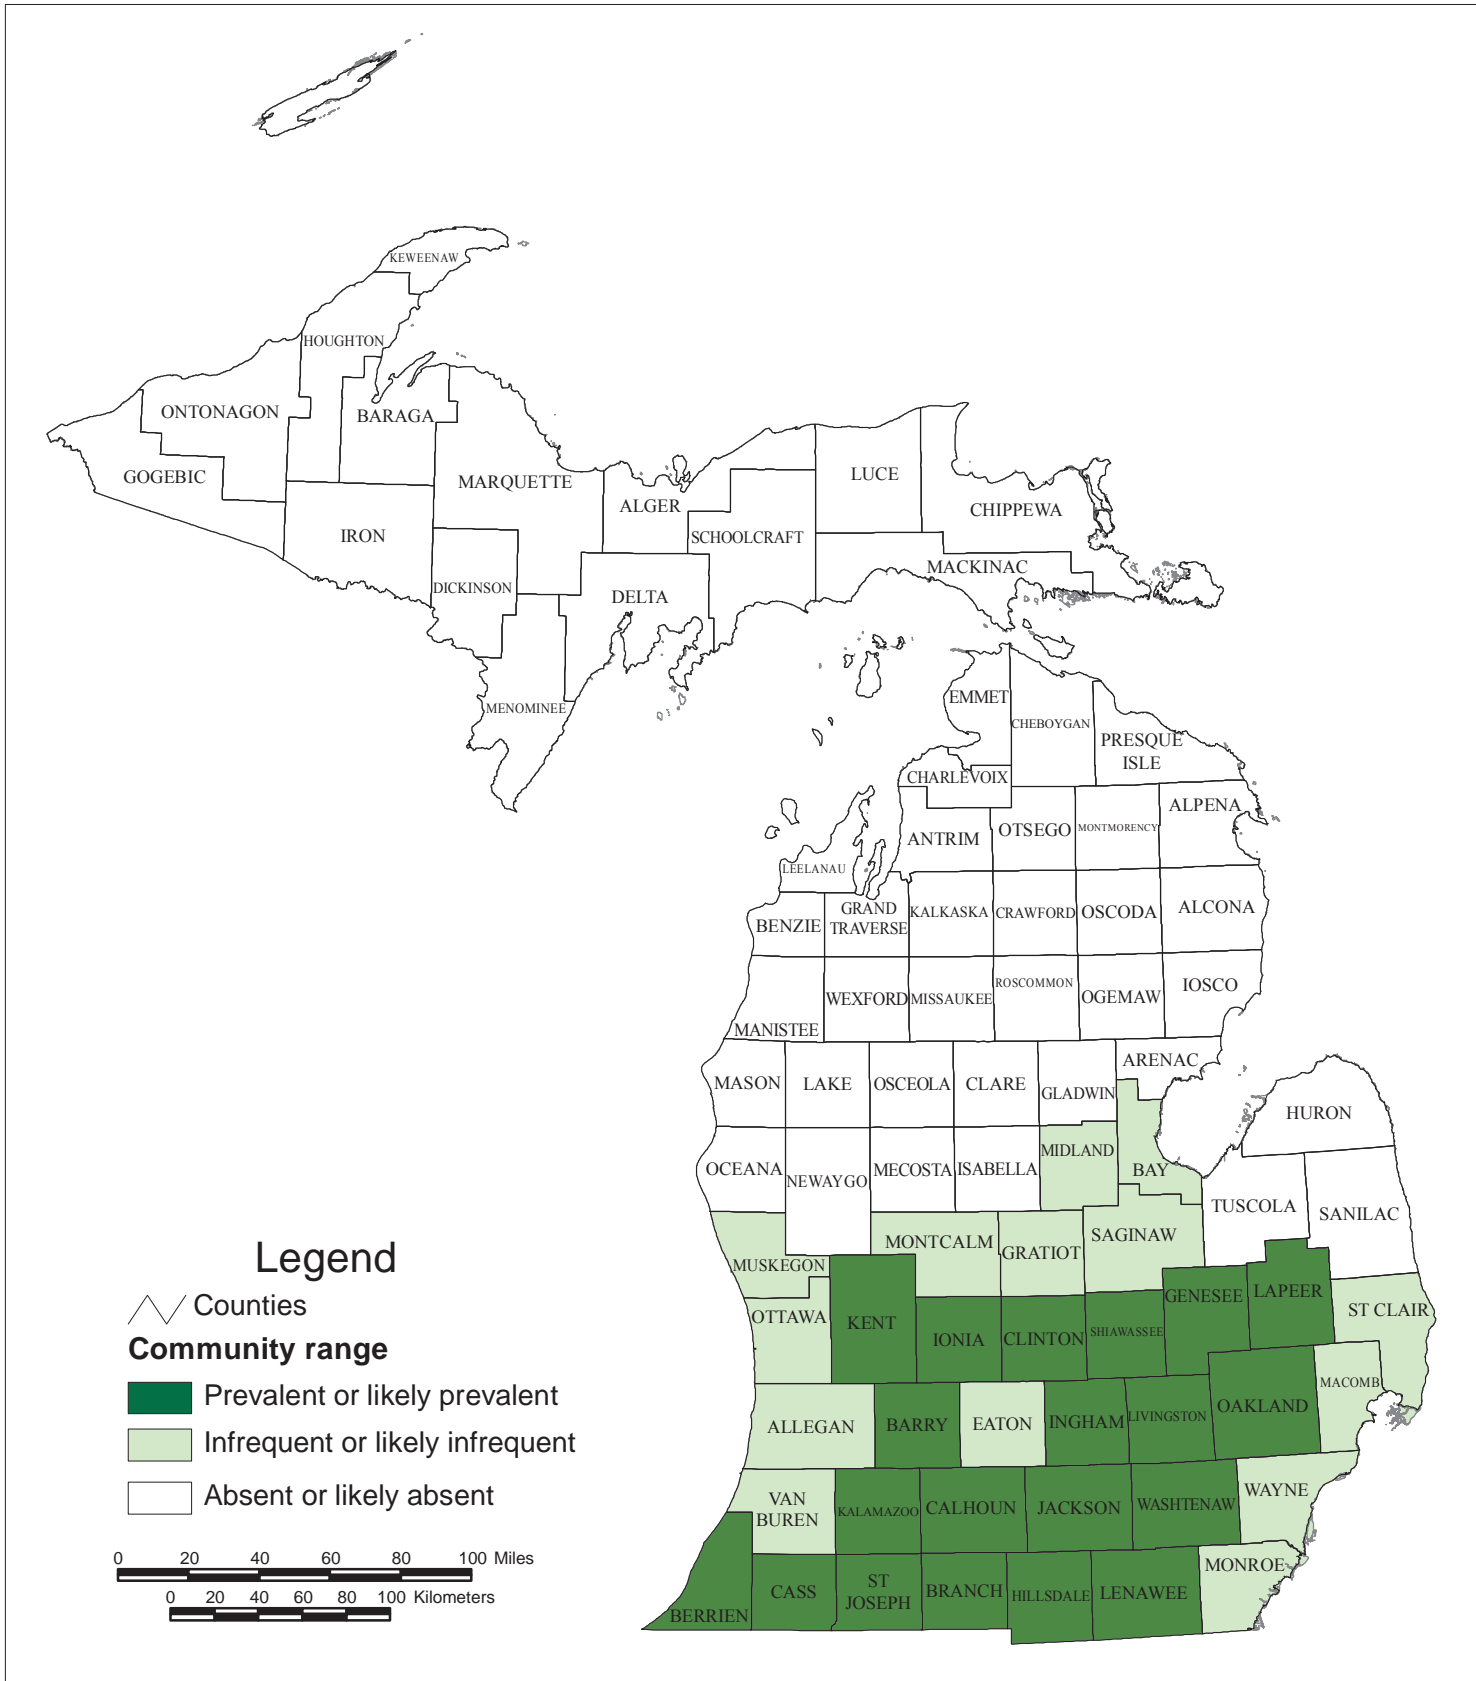 KEWEENAW
HOUGHTON
ONTONAGON
BARAGA
GOGEBIC
MARQUETTE
LUCE
ALGER
CHIPPEWA
IRON
SCHOOLCRAFT
MACKINAC
DICKINSON
DELTA
EMMET
MENOMINEE
CHEBOYGAN
PRESQUE
ISLE
CHARLEVOIX
ALPENA
OTSEGO
MONTMORENCY
ANTRIM
LEELANAU
GRAND
TRAVERSE
KALKASKA
CRAWFORD
OSCODA
ALCONA
BENZIE
ROSCOMMON
IOSCO
WEXFORD
MISSAUKEE
OGEMAW
MANISTEE
ARENAC
MASON
LAKE
OSCEOLA
CLARE
GLADWIN
HURON
MIDLAND
OCEANA
NEWAYGO
MECOSTA
ISABELLA
BAY
TUSCOLA
SANILAC
SAGINAW
MONTCALM
GRATIOT
MUSKEGON
GENESEE
LAPEER
ST CLAIR
OTTAWA
KENT
IONIA
CLINTON
SHIAWASSEE
MACOMB
OAKLAND
ALLEGAN
BARRY
EATON
INGHAM
LIVINGSTON
WAYNE
VAN
BUREN
KALAMAZOO
CALHOUN
JACKSON
WASHTENAW
MONROE
BERRIEN
CASS
ST
JOSEPH
BRANCH
HILLSDALE
LENAWEE
Legend
Counties
Community range
Prevalent or likely prevalent
Infrequent or likely infrequent
Absent or likely absent
0 20 40 60 80 100 Miles
0 20 40 60 80 100 Kilometers